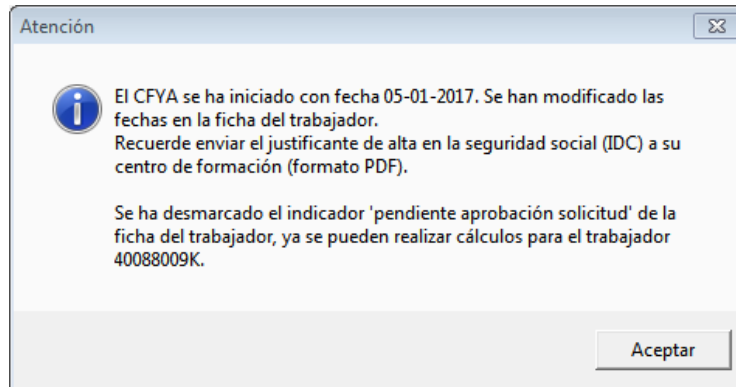 Atención
El CFYA se ha iniciado con fecha 05-01-2017. Se han modificado las
fechas en la ficha del trabajador.
Recuerde enviar el justificante de alta en la seguridad social (IDC) a su
centro de formación (formato PDF).
Se ha desmarcado el indicador 'pendiente aprobación solicitud' de la
ficha del trabajador, ya se pueden realizar cálculos para el trabajador
40088009K.
Aceptar